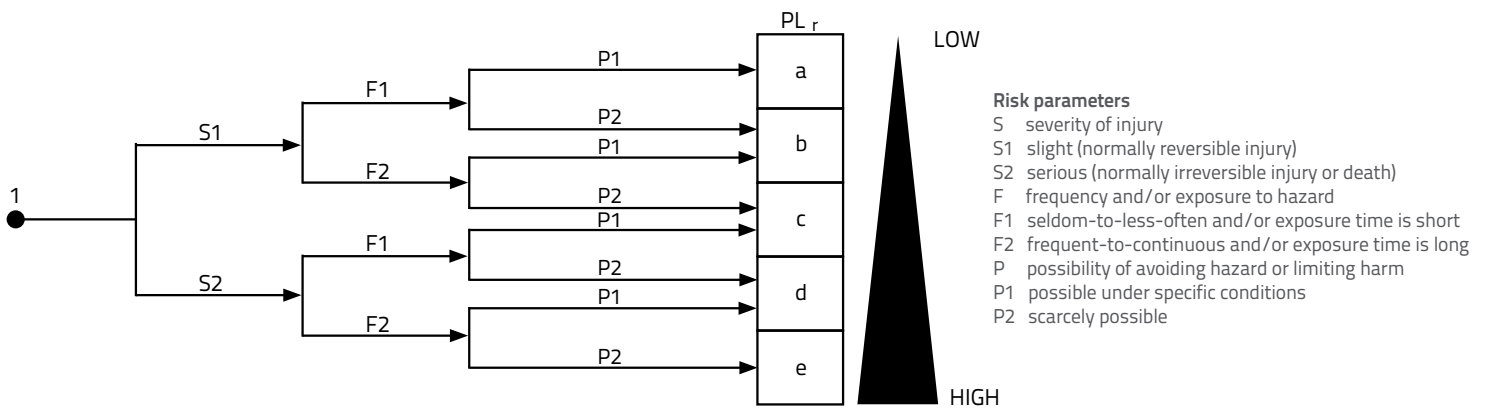 PL r
LOW
P1
a
F1
P2
S1
b
P1
F2
1
P2
c
P1
F1
P2
S2
d
P1
F2
P2
e
HIGH
Risk parameters
S severity of injury
S1 slight (normally reversible injury)
S2 serious (normally irreversible injury or death)
F frequency and/or exposure to hazard
F1 seldom-to-less-often and/or exposure time is short
F2 frequent-to-continuous and/or exposure time is long
P possibility of avoiding hazard or limiting harm
P1 possible under specific conditions
P2 scarcely possible